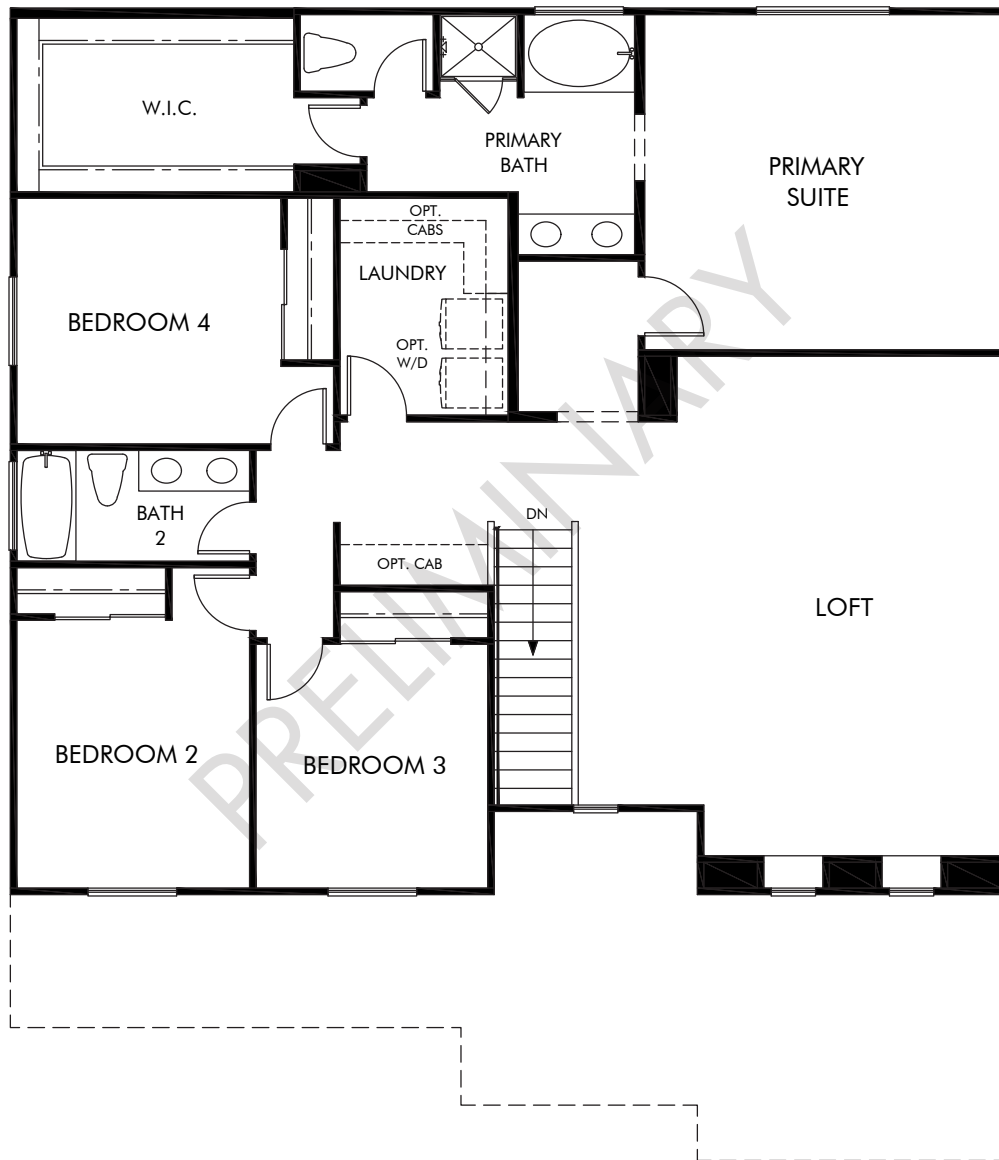 W.I.C.
PRIMARY
BATH
PRIMARY
SUITE
OPT.
CABS
LAUNDRY
BEDROOM 4
OPT.
W/D
BATH
2
DN
OPT. CAB
LOFT
BEDROOM 2
BEDROOM 3
PRELIMINARY